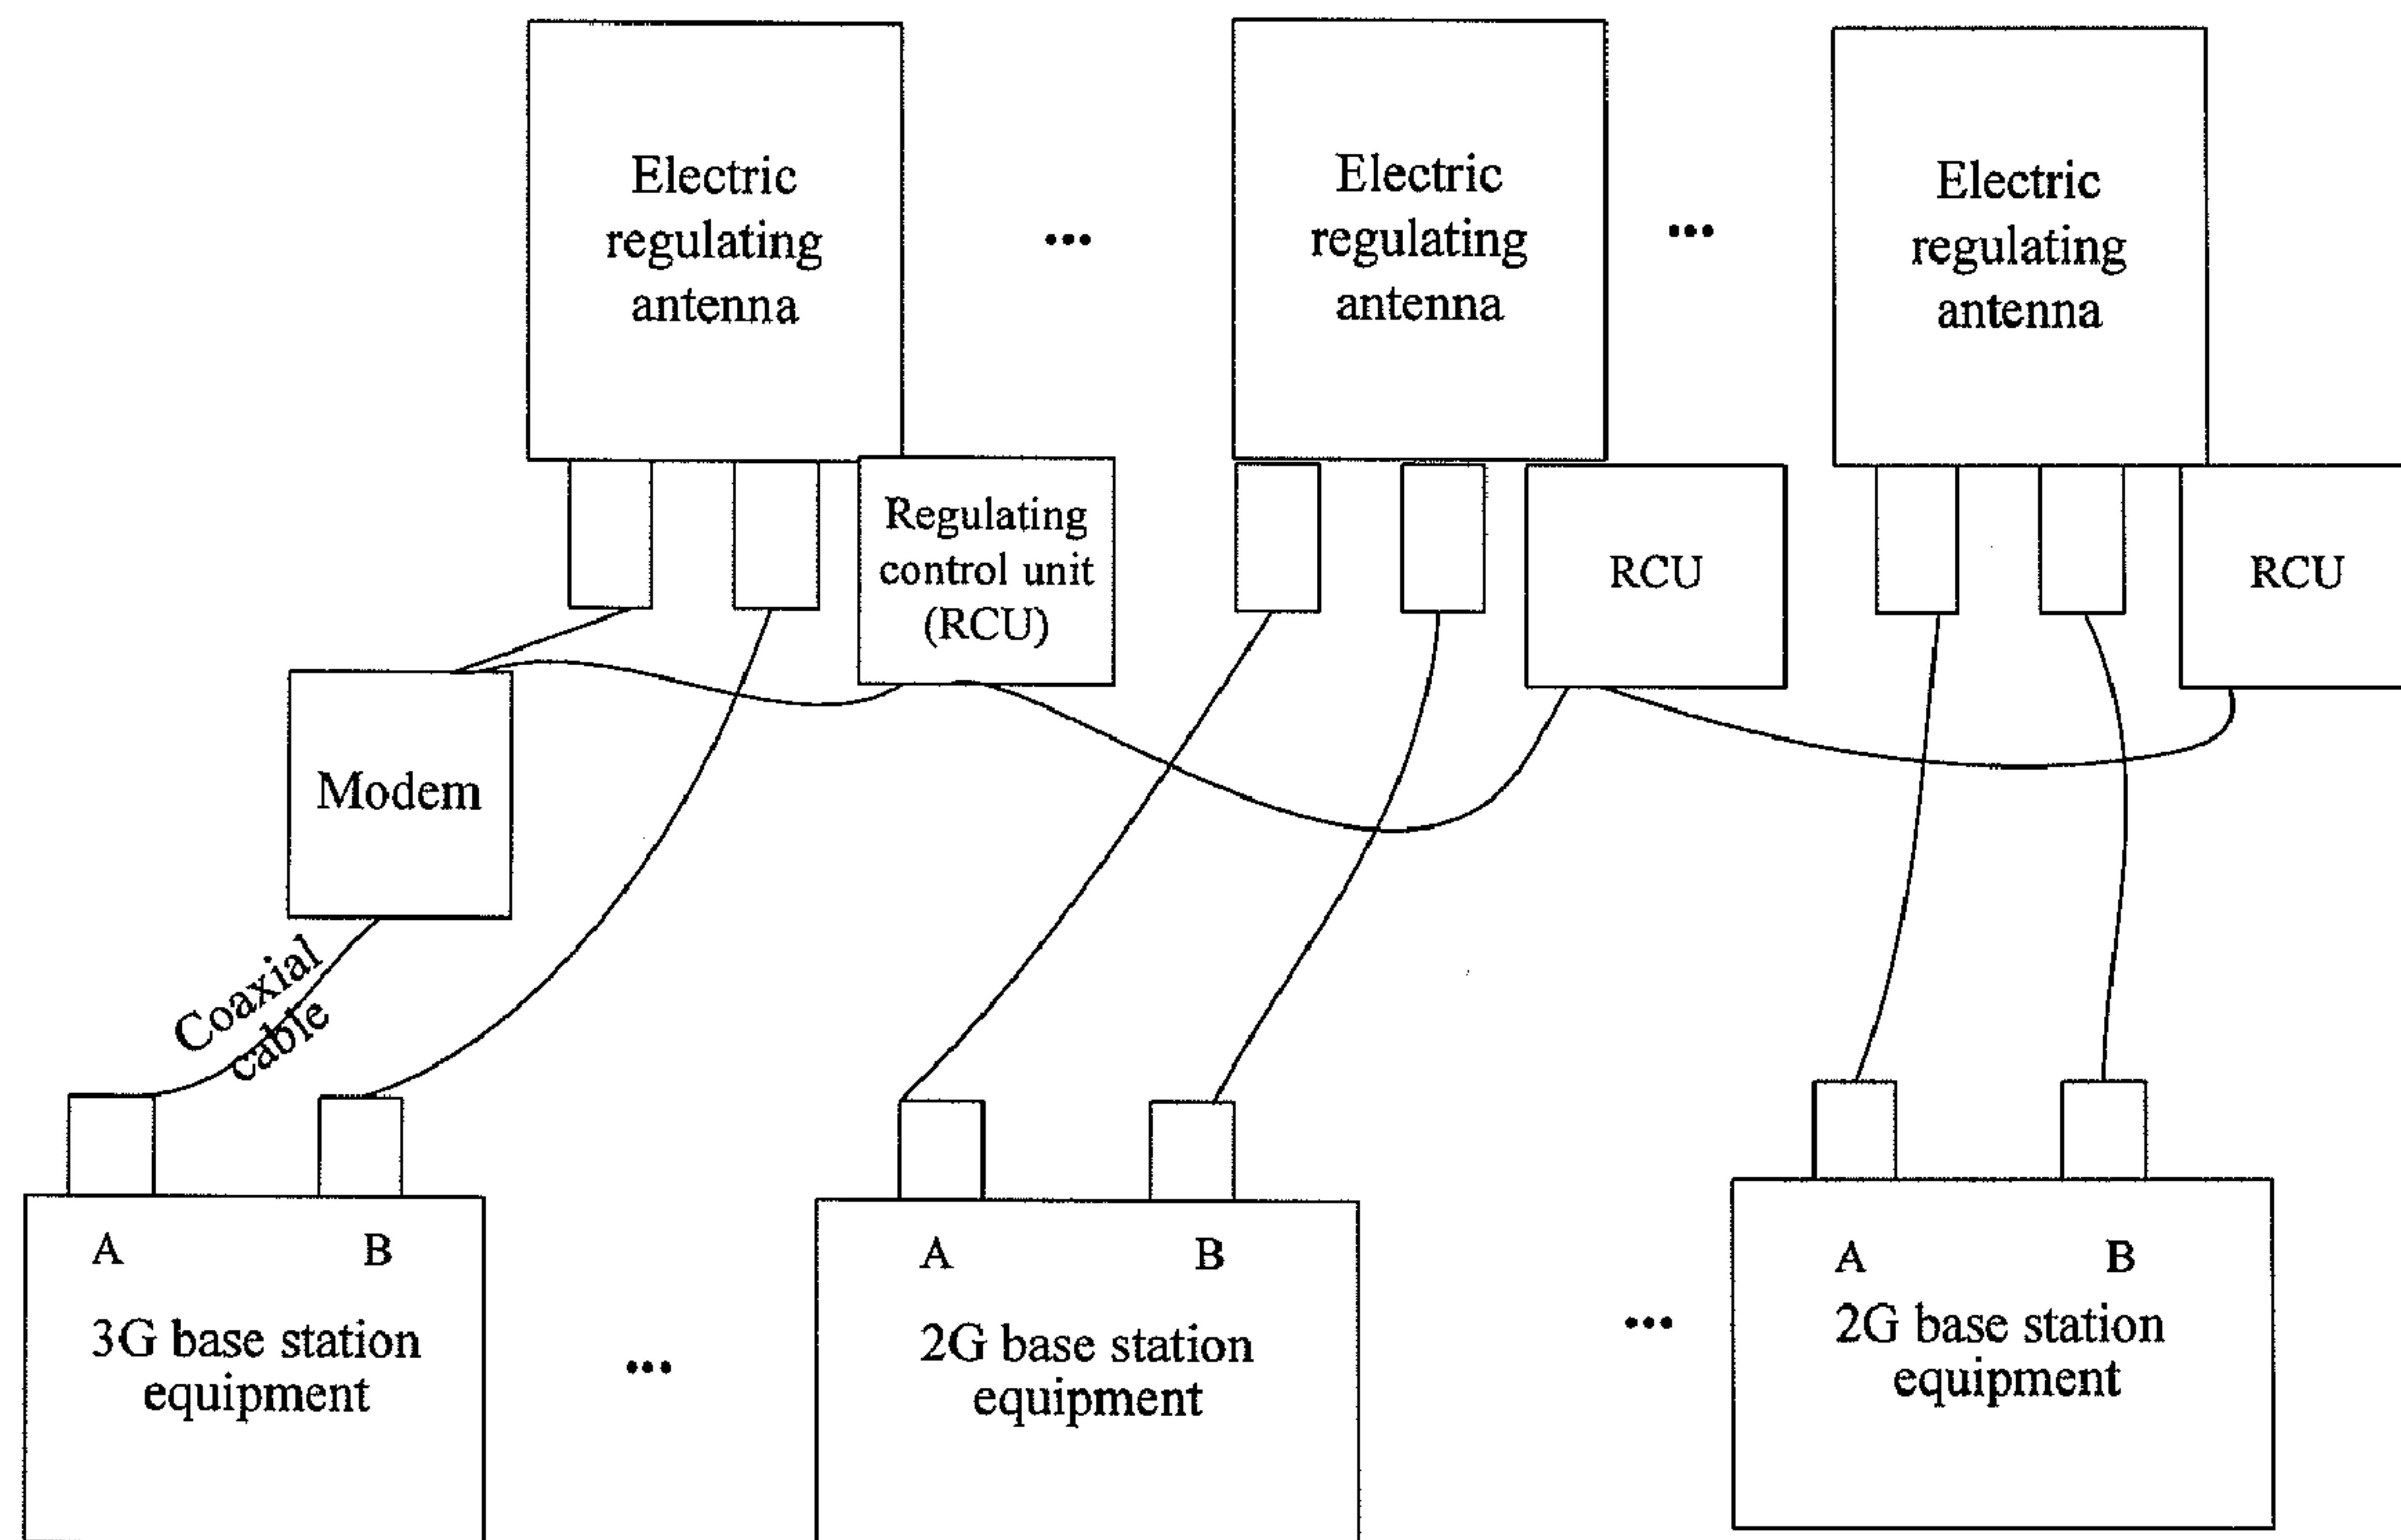 Electric
regulating
antenna
...
Electric
regulating
antenna
...
Electric
regulating
antenna
Regulating
control unit
(RCU)
RCU
RCU
Modem
Coaxial
cable
A
B
3G base station
equipment
...
A
B
2G base station
equipment
...
A
B
2G base station
equipment